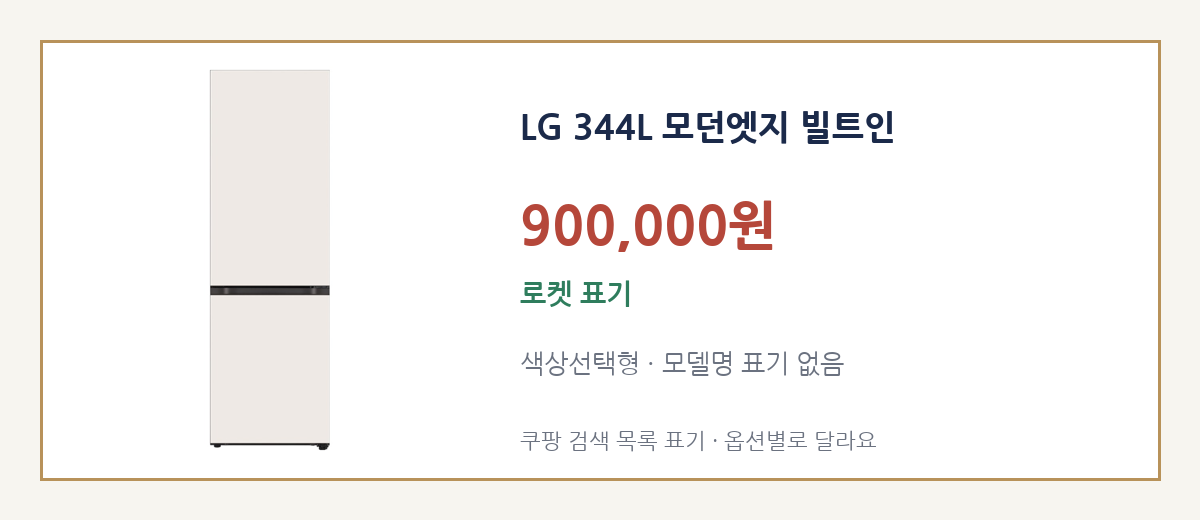 LG 344L 모던엣지 빌트인
900,000원
로켓 표기
색상선택형 · 모델명 표기 없음
쿠팡 검색 목록 표기 · 옵션별로 달라요